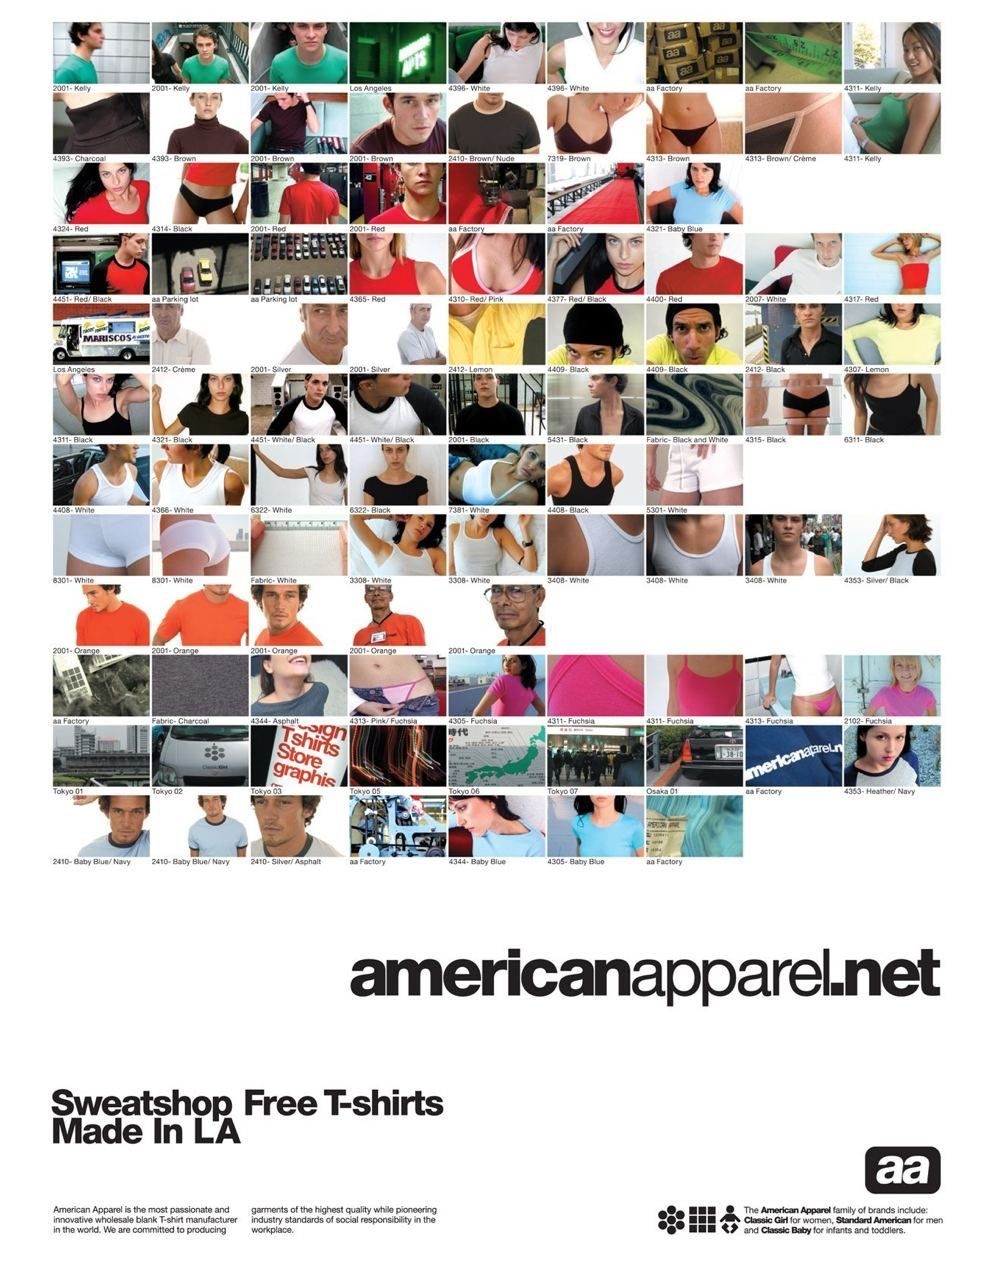 2001- Kelly
2001- Kelly
2001- Kelly
Los Angeles
4396- White
4396- White
aa Factory
aa Factory
4311- Kelly
4393- Charcoal
4393- Brown
2001- Brown
2001- Brown
2410- Brown/ Nude
7319- Brown
4313- Brown
4313- Brown/ Crème
4311- Kelly
4324- Red
4314- Black
2001- Red
2001- Red
aa Factory
aa Factory
4321- Baby Blue
4451- Red/ Black
aa Parking lot
aa Parking lot
4365- Red
4310- Red/ Pink
4377- Red/ Black
4400- Red
2007- White
4317- Red
MARISCOS
Los Angeles
2412- Crème
2001- Silver
2001- Silver
2412- Lemon
4409- Black
4409- Black
2412- Black
4307- Lemon
4311- Black
4321- Black
4451- White/ Black
4451- White/ Black
2001- Black
5431- Black
Fabric- Black and White
4315- Black
6311- Black
4408- White
4366- White
6322- White
6322- Black
7381- White
4408- Black
5301- White
8301- White
8301- White
Fabric- White
3308- White
3308- White
3408- White
3408- White
3408- White
4353- Silver/ Black
2001- Orange
2001- Orange
2001- Orange
2001- Orange
2001- Orange
aa Factory
Fabric- Charcoal
4344- Asphalt
4313- Pink/ Fuchsia
4305- Fuchsia
4311- Fuchsia
4311- Fuchsia
4313- Fuchsia
2102- Fuchsia
Tshirts
Store
graphis
時代
Tokyo 01
Tokyo 02
Tokyo 03
Tokyo 05
Tokyo 06
Tokyo 07
Osaka 01
aa Factory
4353- Heather/ Navy
2410- Baby Blue/ Navy
2410- Baby Blue/ Navy
2410- Silver/ Asphalt
aa Factory
4344- Baby Blue
4305- Baby Blue
aa Factory
americanapparel.net
Sweatshop Free T-shirts
Made In LA
aa
American Apparel is the most passionate and
innovative wholesale blank T-shirt manufacturer
in the world. We are committed to producing
garments of the highest quality while pioneering
industry standards of social responsibility in the
workplace.
The American Apparel family of brands include:
Classic Girl for women, Standard American for men
and Classic Baby for infants and toddlers.